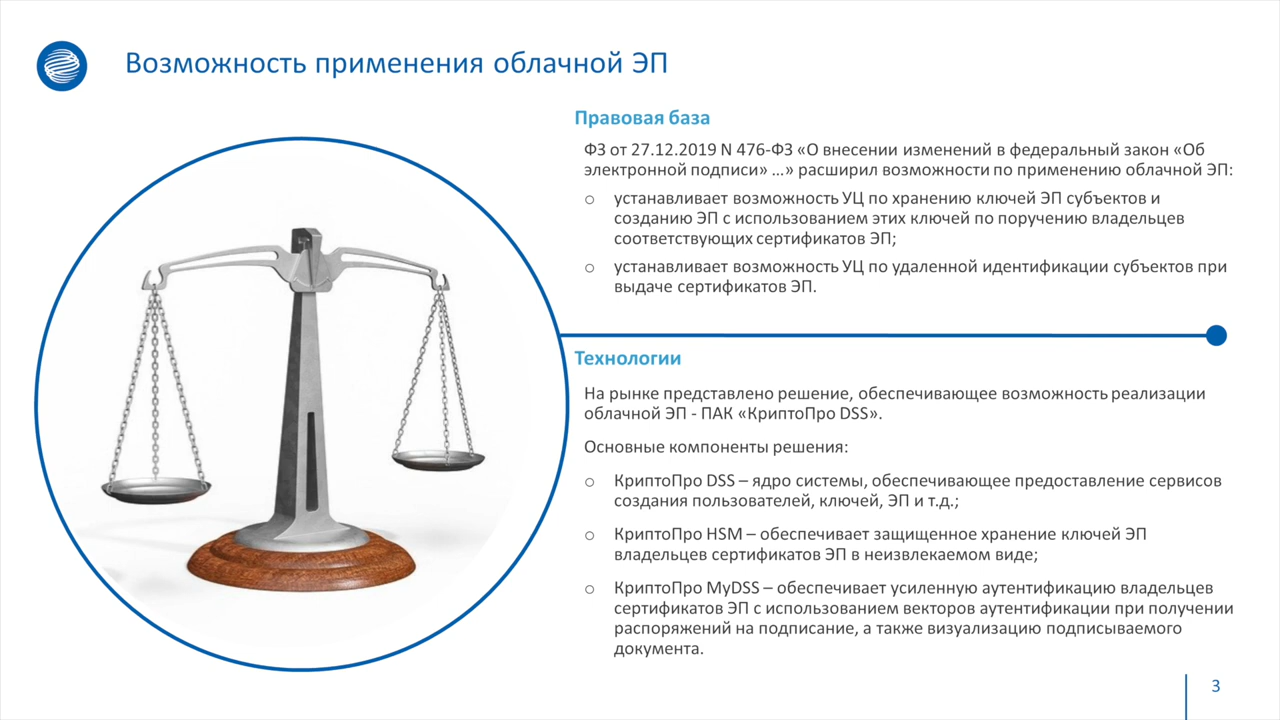 Возможность применения облачной ЭП
Правовая база
ФЗ от 27.12.2019 N 476-ФЗ «О внесении изменений в федеральный закон «Об
электронной подписи» …» расширил возможности по применению облачной ЭП:
o устанавливает возможность УЦ по хранению ключей ЭП субъектов и
созданию ЭП с использованием этих ключей по поручению владельцев
соответствующих сертификатов ЭП;
o устанавливает возможность УЦ по удаленной идентификации субъектов при
выдаче сертификатов ЭП.
Технологии
На рынке представлено решение, обеспечивающее возможность реализации
облачной ЭП - ПАК «КриптоПро DSS».
Основные компоненты решения:
o КриптоПро DSS – ядро системы, обеспечивающее предоставление сервисов
создания пользователей, ключей, ЭП и т.д.;
o КриптоПро HSM – обеспечивает защищенное хранение ключей ЭП
владельцев сертификатов ЭП в неизвлекаемом виде;
o КриптоПро MyDSS – обеспечивает усиленную аутентификацию владельцев
сертификатов ЭП с использованием векторов аутентификации при получении
распоряжений на подписание, а также визуализацию подписываемого
документа.
3